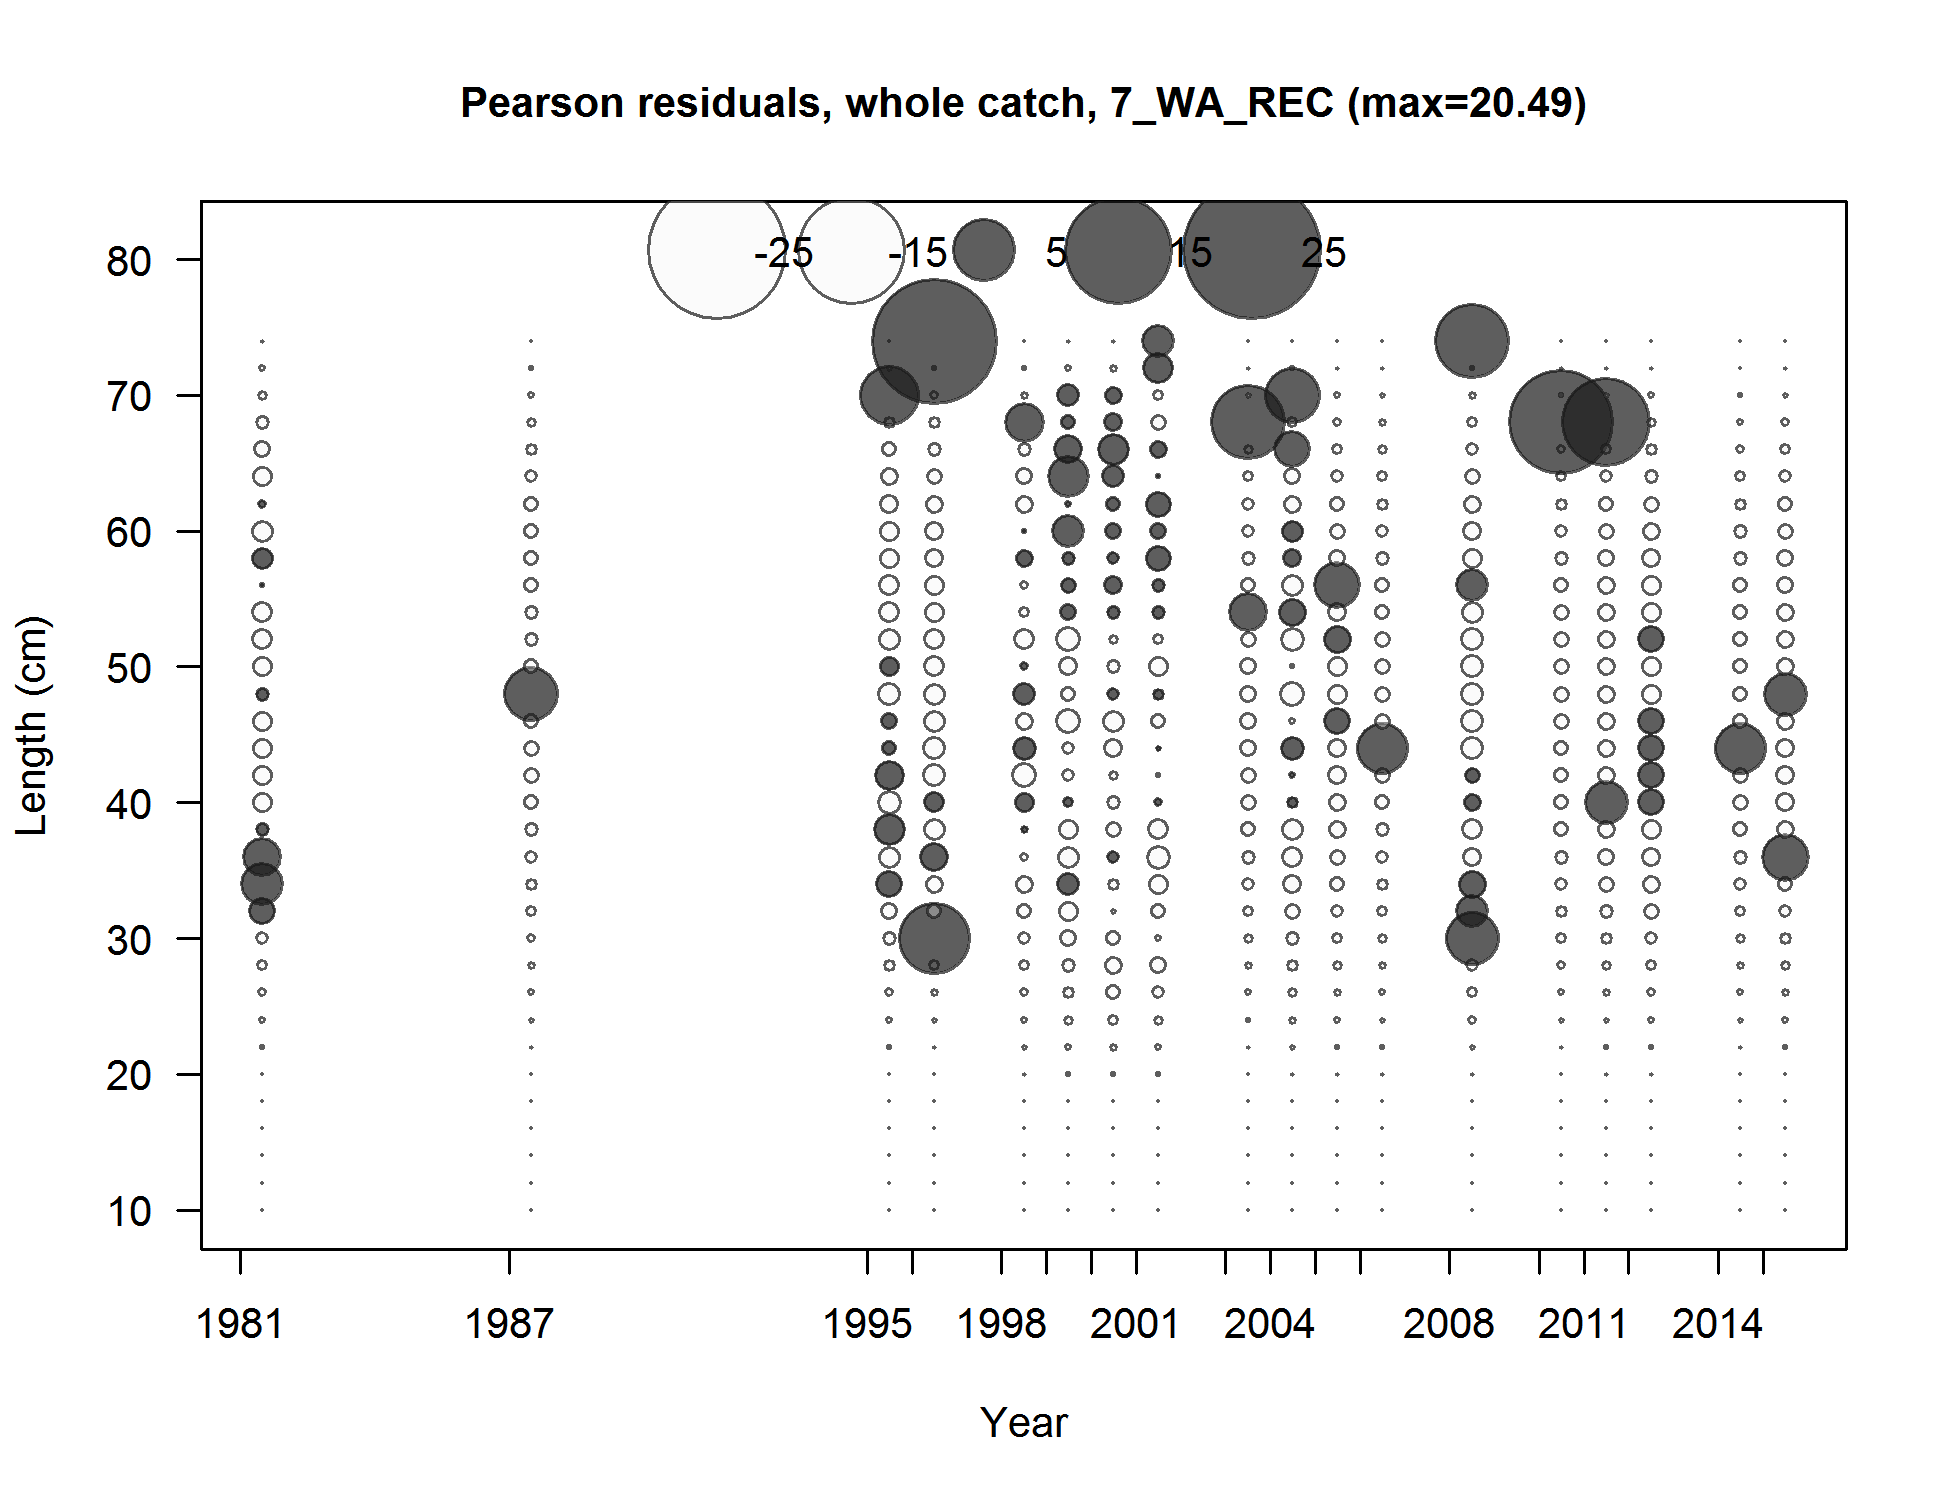 Pearson residuals, whole catch, 7_WA_REC (max=20.49)
-25 -15 5 15 25
80
70
60
50
40
30
20
10
Length (cm)
1981 1987 1995 1998 2001 2004 2008 2011 2014
Year